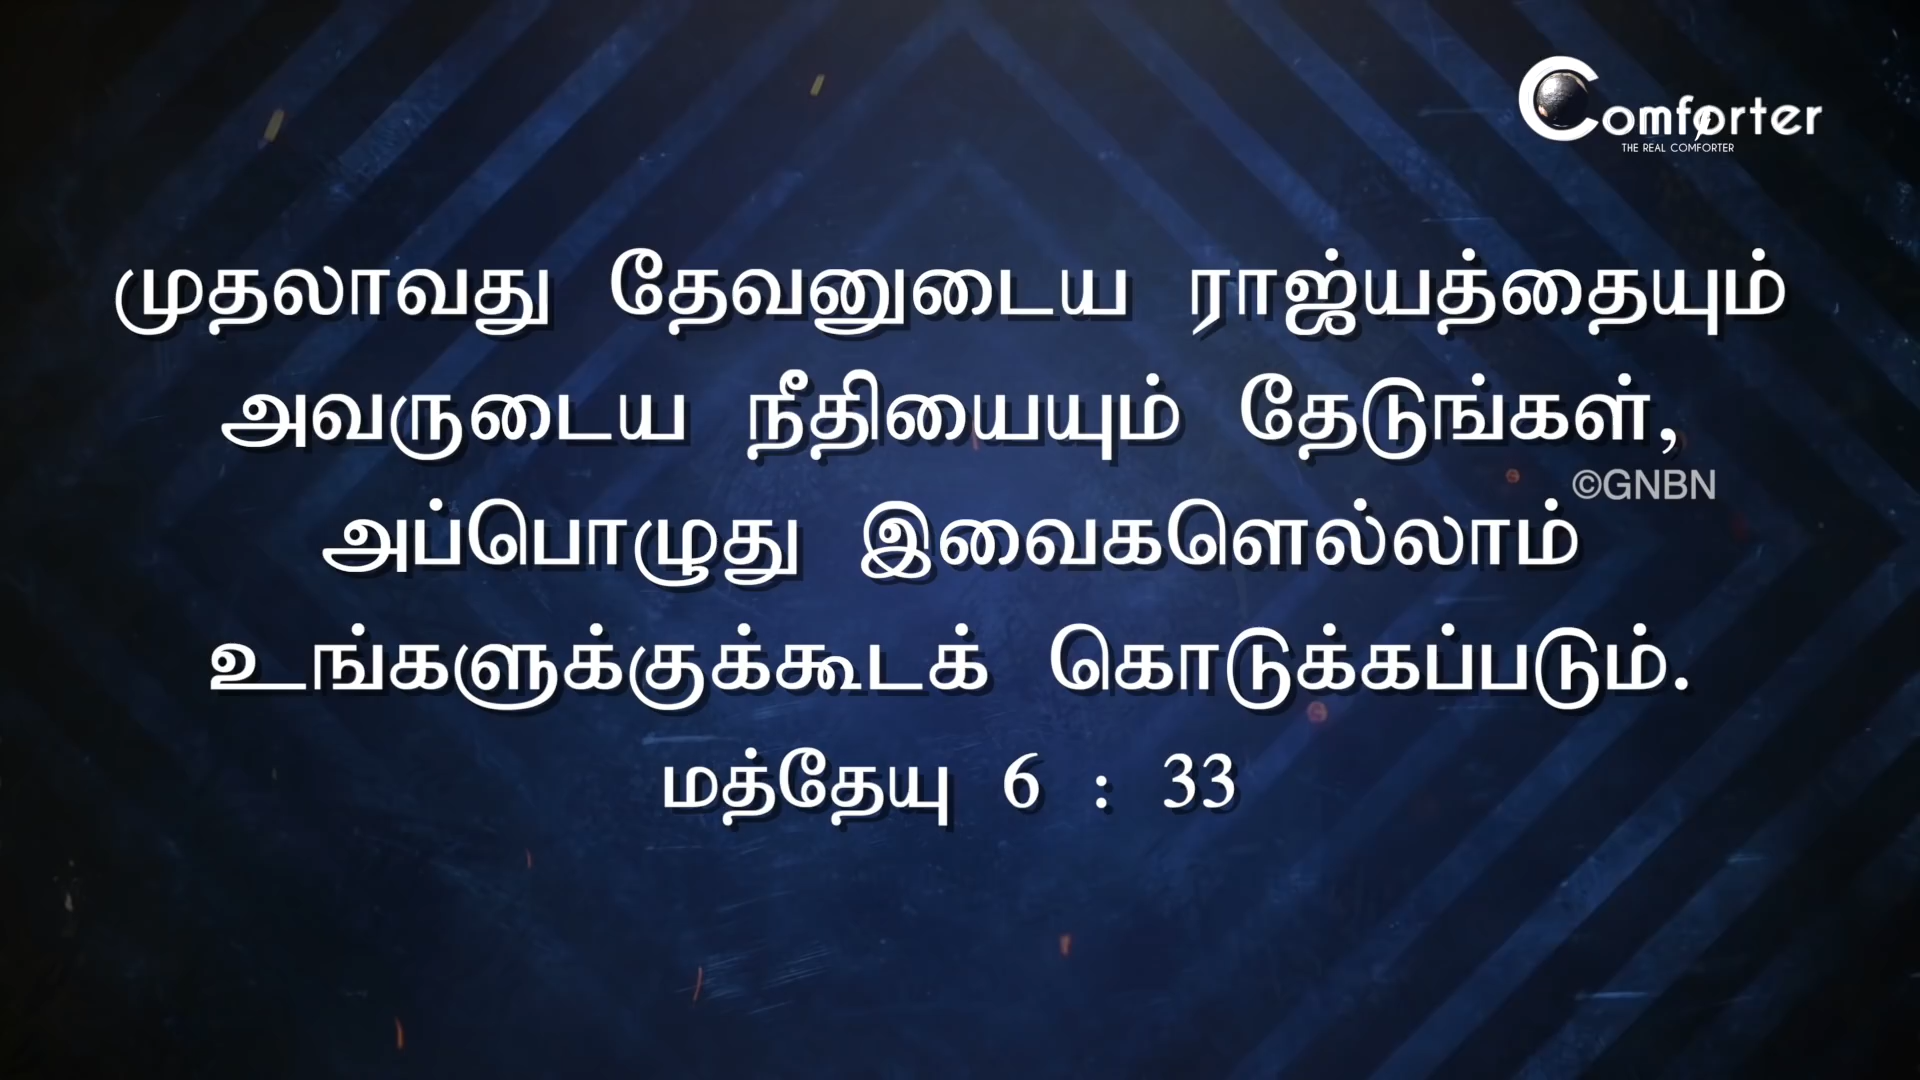 Comforter
THE REAL COMFORTER
முதலாவது தேவனுடைய ராஜ்யத்தையும்
அவருடைய நீதியையும் தேடுங்கள்,
©GNBN
அப்பொழுது இவைகளெல்லாம்
உங்களுக்குக்கூடக் கொடுக்கப்படும்.
மத்தேயு 6 : 33